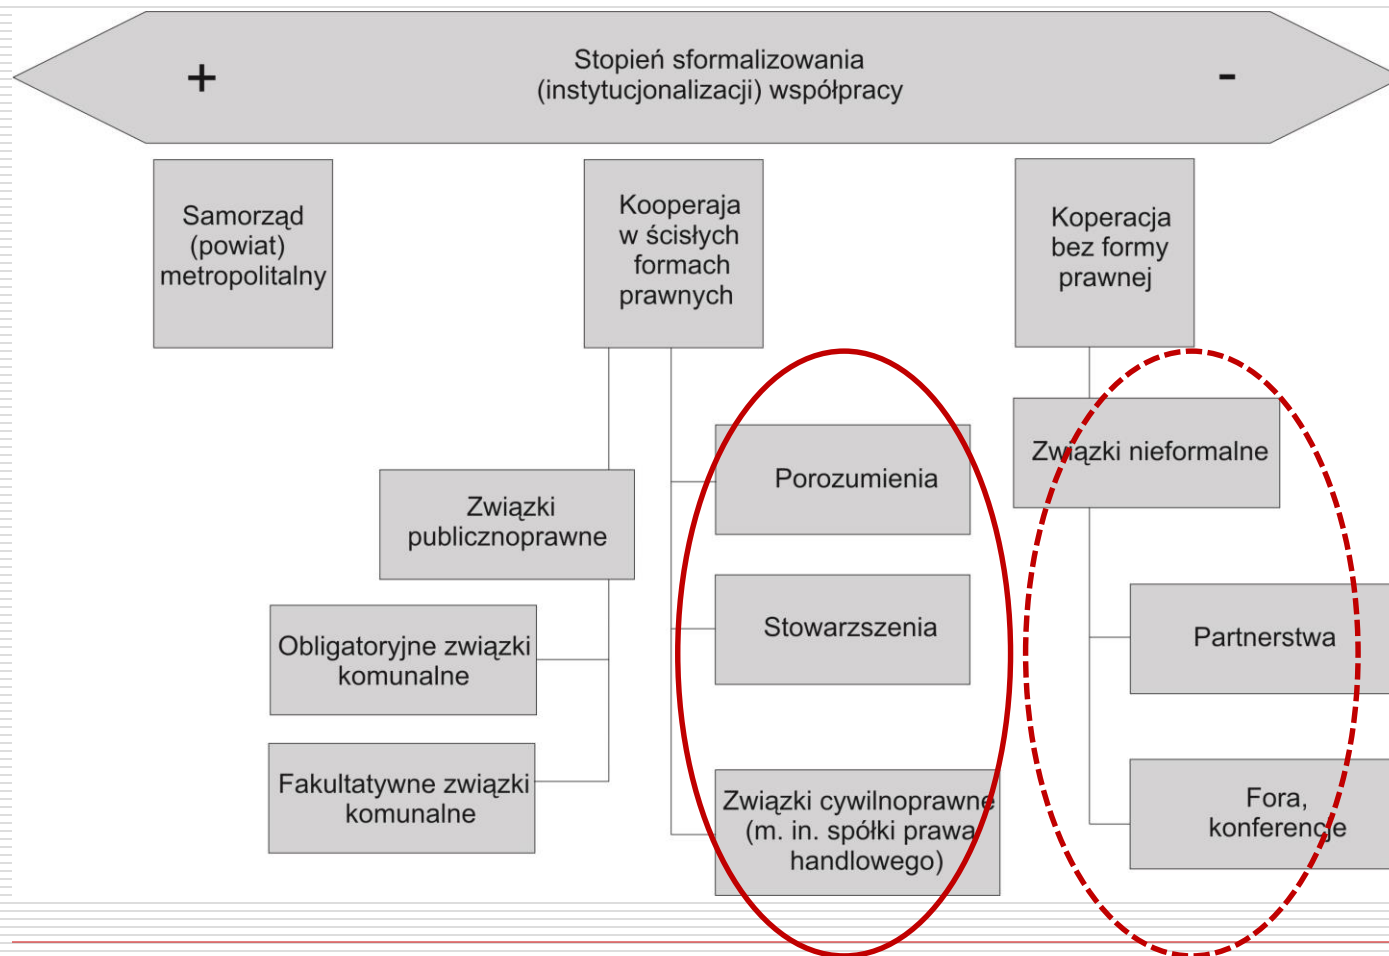 +
Stopień sformalizowania
(instytucjonalizacji) współpracy
-
Samorząd
(powiat)
metropolitalny
Kooperaja
w ścisłych
formach
prawnych
Koperacja
bez formy
prawnej
Związki
publicznoprawne
Obligatoryjne związki
komunalne
Fakultatywne związki
komunalne
Porozumienia
Stowarzszenia
Związki cywilnoprawne
(m. in. spółki prawa
handlowego)
Związki nieformalne
Partnerstwa
Fora,
konferencje